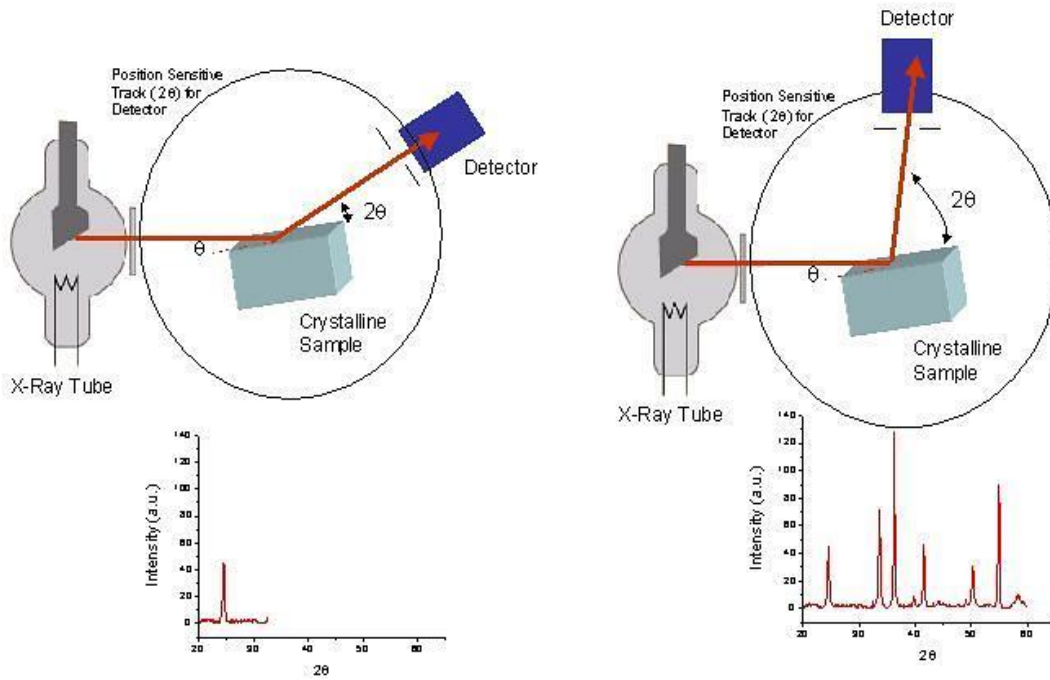 Position Sensitive
Track (2θ) for
Detector
Detector
2θ
θ
Crystalline
Sample
X-Ray Tube
140
120
100
80
60
40
20
0
Intensity (a.u.)
20
30
40
50
60
2θ
Detector
Position Sensitive
Track (2θ) for
Detector
2θ
θ
Crystalline
Sample
X-Ray Tube
140
120
100
80
60
40
20
0
Intensity (a.u.)
20
30
40
50
60
2θ